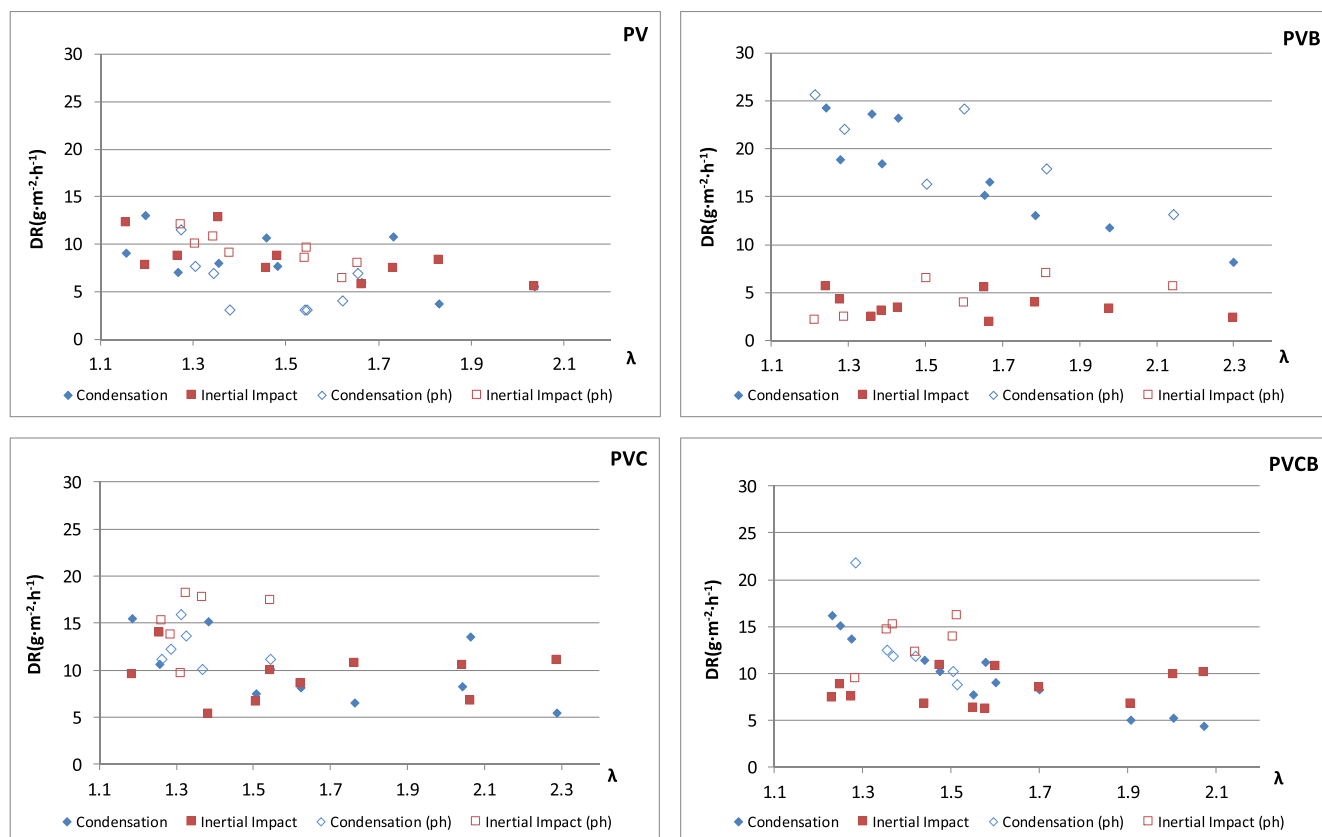 PV
30
25
20
15
10
5
0
DR(g·m-2·h-1)
1.1 1.3 1.5 1.7 1.9 2.1
λ
Condensation Inertial Impact Condensation (ph) Inertial Impact (ph)
PVB
30
25
20
15
10
5
0
DR(g·m-2·h-1)
1.1 1.3 1.5 1.7 1.9 2.1 2.3
λ
Condensation Inertial Impact Condensation (ph) Inertial Impact (ph)
PVC
30
25
20
15
10
5
0
DR(g·m-2·h-1)
1.1 1.3 1.5 1.7 1.9 2.1 2.3
λ
Condensation Inertial Impact Condensation (ph) Inertial Impact (ph)
PVCB
30
25
20
15
10
5
0
DR(g·m-2·h-1)
1.1 1.3 1.5 1.7 1.9 2.1
λ
Condensation Inertial Impact Condensation (ph) Inertial Impact (ph)